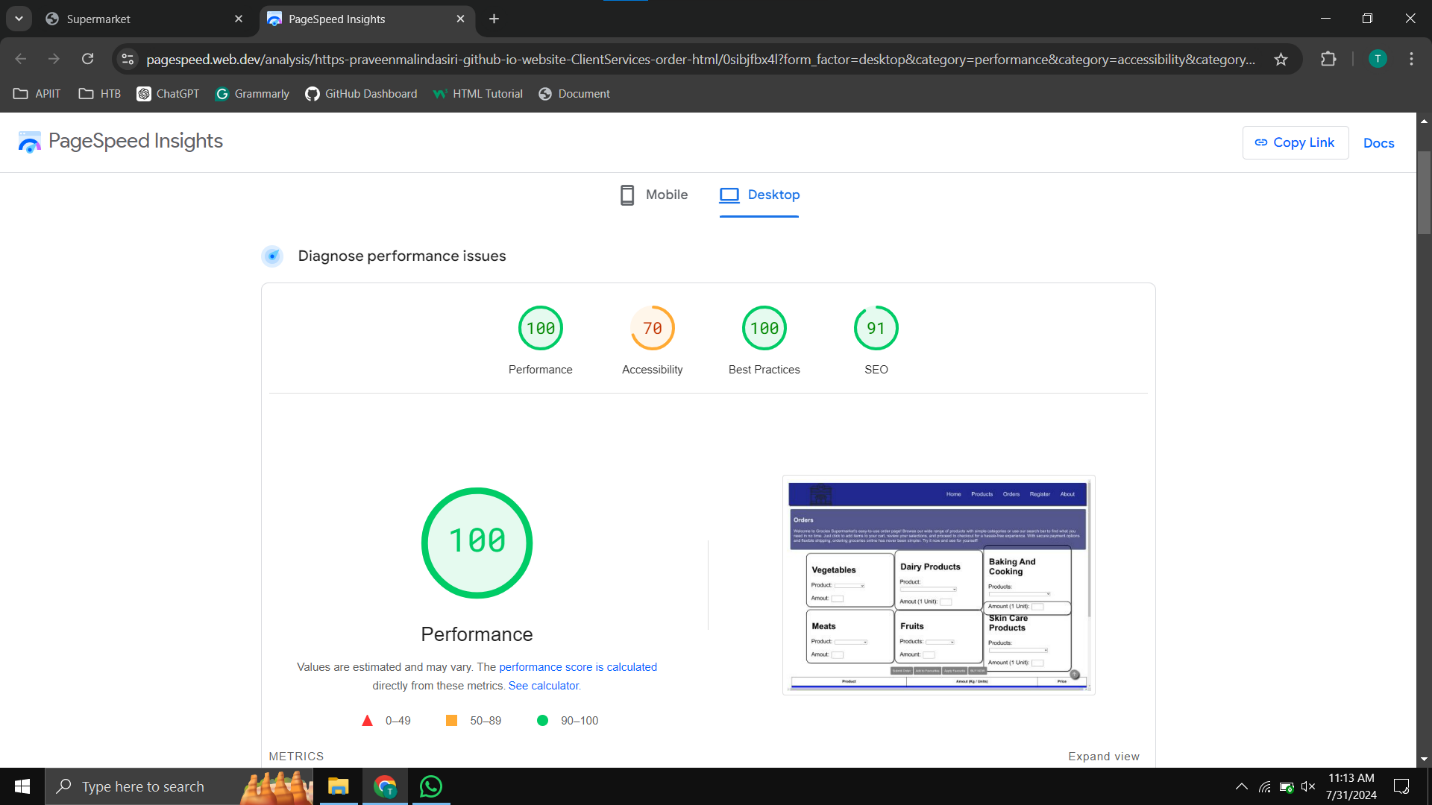 Supermarket
PageSpeed Insights
pagespeed.web.dev/analysis/https-praveenmalindasiri-github-io-website-ClientServices-order-html/0sibjfbx4l?form_factor=desktop&category=performance&category=accessibility&category...
T
APIIT
HTB
ChatGPT
Grammarly
GitHub Dashboard
HTML Tutorial
Document
PageSpeed Insights
Copy Link
Docs
Mobile
Desktop
Diagnose performance issues
100
70
100
91
Performance
Accessibility
Best Practices
SEO
100
Performance
Values are estimated and may vary. The performance score is calculated
directly from these metrics. See calculator.
0–49
50–89
90–100
Home Products Orders Register About
Orders
Vegetables
Product:
Amout:
Dairy Products
Product:
Amount (1 Unit):
Baking And
Cooking
Products:
Amount (1 Unit):
Meats
Product:
Amout:
Fruits
Products:
Amount:
Skin Care
Products
Products:
Amount (1 Unit):
Product
Amout (Kg / Units)
Price
METRICS
Expand view
Type here to search
T
11:13 AM
7/31/2024